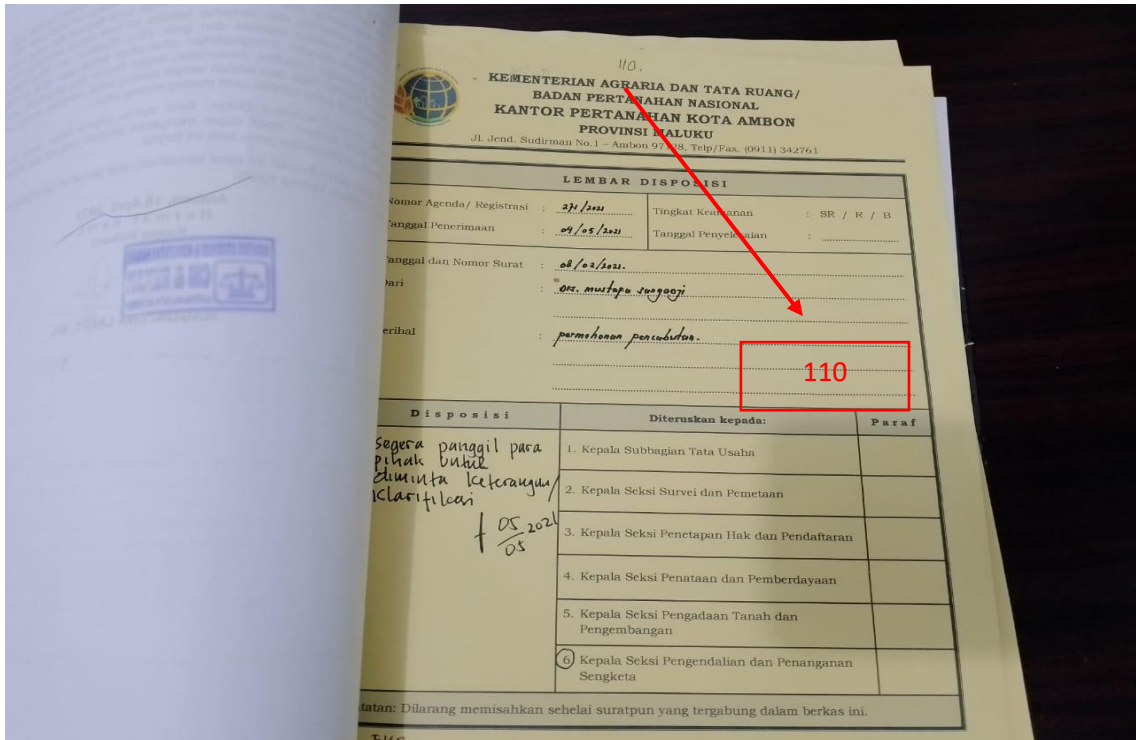 110.
KEMENTERIAN AGRARIA DAN TATA RUANG/
BADAN PERTANAHAN NASIONAL
KANTOR PERTANAHAN KOTA AMBON
PROVINSI MALUKU
Jl. Jend. Sudirman No.1 – Ambon 97128, Telp/Fax. (0911) 342761
LEMBAR DISPOSISI
Nomor Agenda/ Registrasi : 271/2021 Tingkat Keamanan : SR / R / B
Tanggal Penerimaan : 04/05/2021 Tanggal Penyelesaian :
Tanggal dan Nomor Surat : 08/02/2021.
Dari : Drs. mustapa sangadji
erihal : permohonan pencabutan.
110
Disposisi Diteruskan kepada: Paraf
segera panggil para
pihak untuk
diminta keterangan/
klarifikasi
05/05 2021
1. Kepala Subbagian Tata Usaha
2. Kepala Seksi Survei dan Pemetaan
3. Kepala Seksi Penetapan Hak dan Pendaftaran
4. Kepala Seksi Penataan dan Pemberdayaan
5. Kepala Seksi Pengadaan Tanah dan
Pengembangan
6 Kepala Seksi Pengendalian dan Penanganan
Sengketa
tatan: Dilarang memisahkan sehelai suratpun yang tergabung dalam berkas ini.